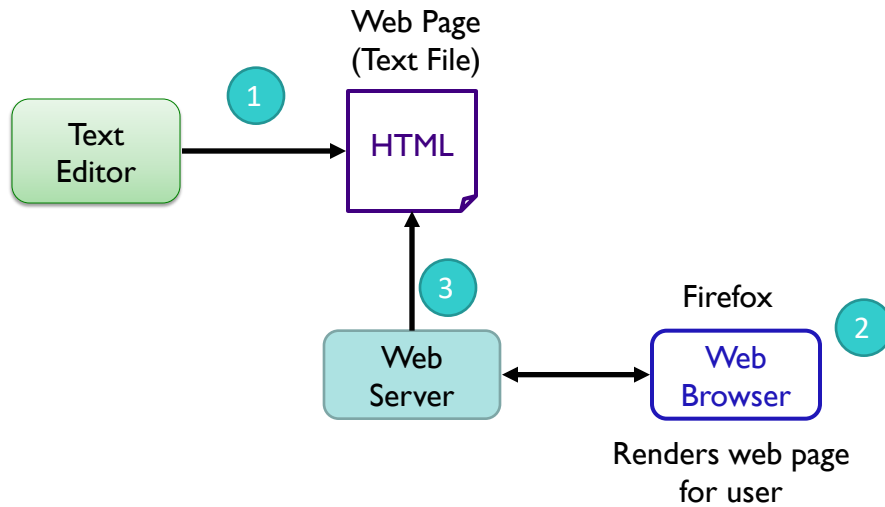 Web Page
(Text File)
1
Text
Editor
HTML
3
Firefox
2
Web
Server
Web
Browser
Renders web page
for user